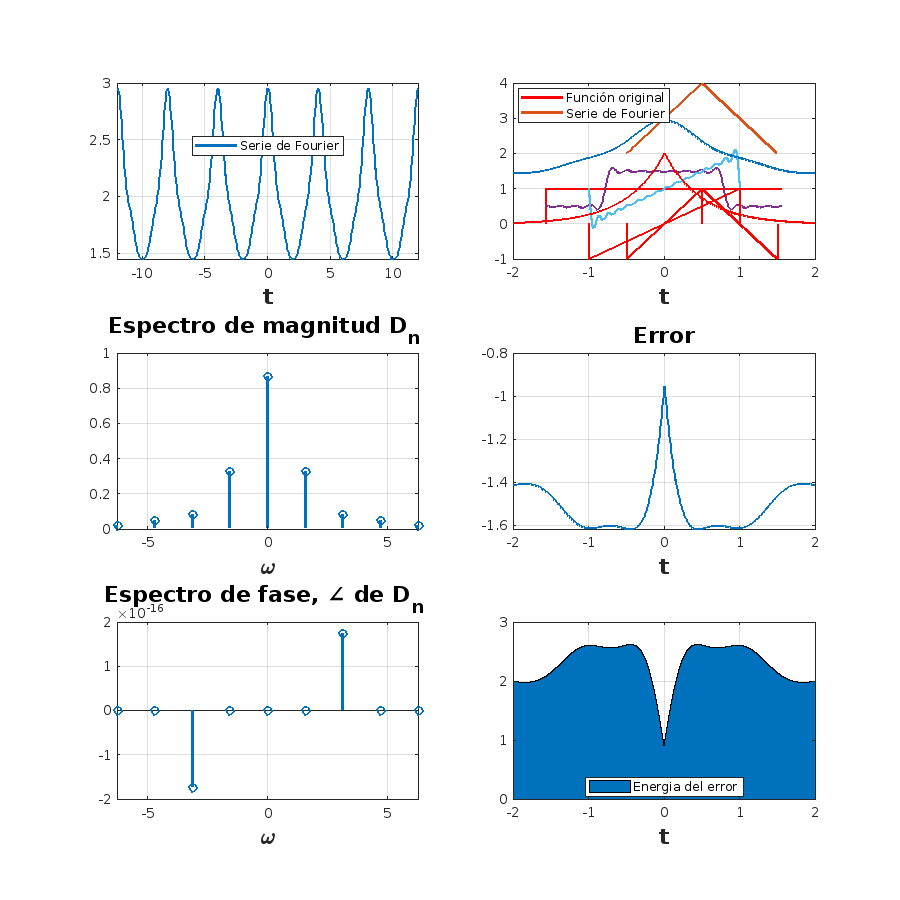 3
2.5
2
1.5
-10 -5 0 5 10
t
Serie de Fourier
4
3
2
1
0
-1
-2 -1 0 1 2
t
Función original
Serie de Fourier
Espectro de magnitud Dn
1
0.8
0.6
0.4
0.2
0
-5 0 5
ω
Error
-0.8
-1
-1.2
-1.4
-1.6
-2 -1 0 1 2
t
Espectro de fase, ∠ de Dn
×10-16
2
1
0
-1
-2
-5 0 5
ω
3
2
1
0
-2 -1 0 1 2
t
Energia del error